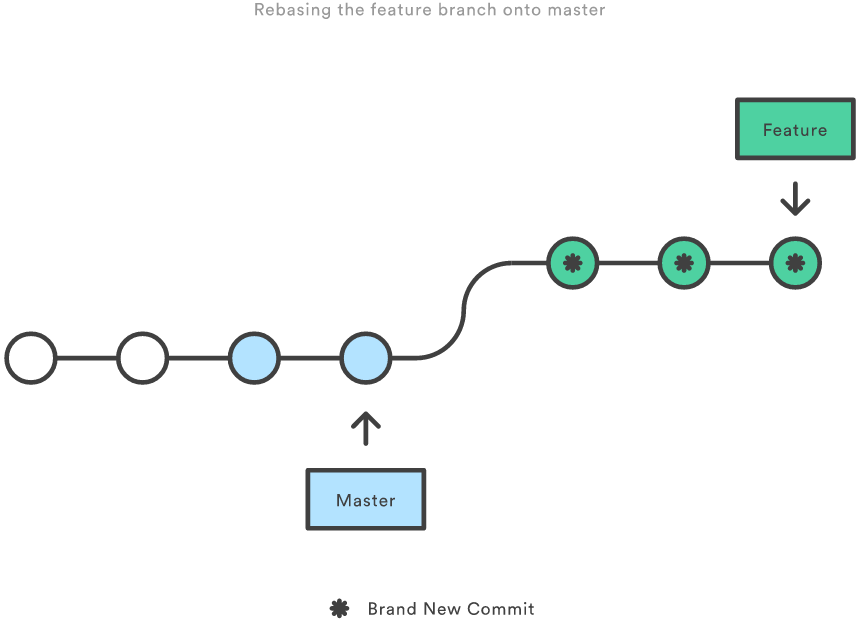 Rebasing the feature branch onto master
Feature
Master
Brand New Commit